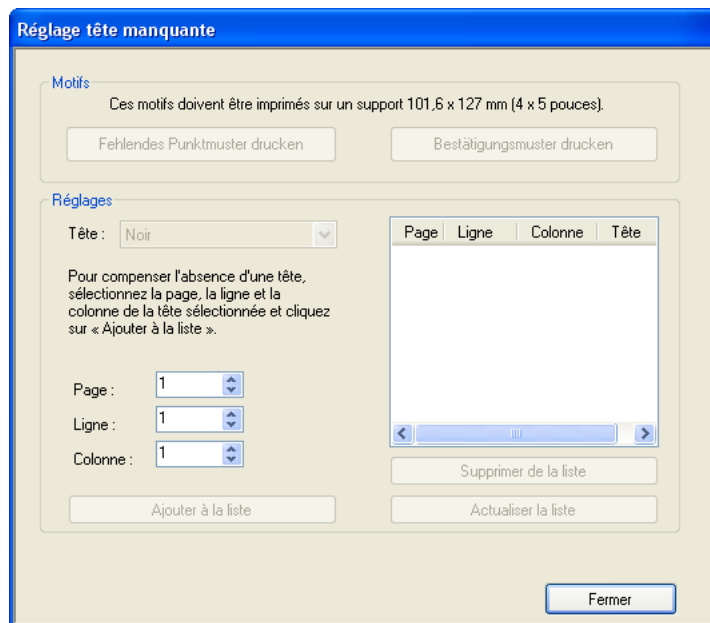 Réglage tête manquante
Motifs
Ces motifs doivent être imprimés sur un support 101,6 x 127 mm (4 x 5 pouces).
Fehlendes Punktmuster drucken
Bestätigungsmuster drucken
Réglages
Tête : Noir
Page Ligne Colonne Tête
Pour compenser l'absence d'une tête,
sélectionnez la page, la ligne et la
colonne de la tête sélectionnée et cliquez
sur « Ajouter à la liste ».
Page : 1
Ligne : 1
Colonne : 1
Supprimer de la liste
Ajouter à la liste
Actualiser la liste
Fermer